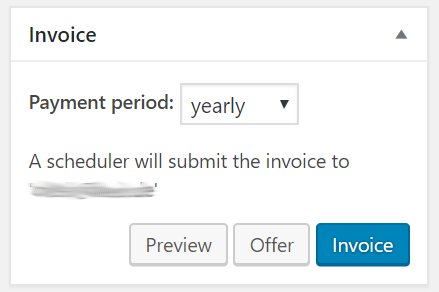 Invoice
Payment period: yearly
A scheduler will submit the invoice to
Preview Offer Invoice